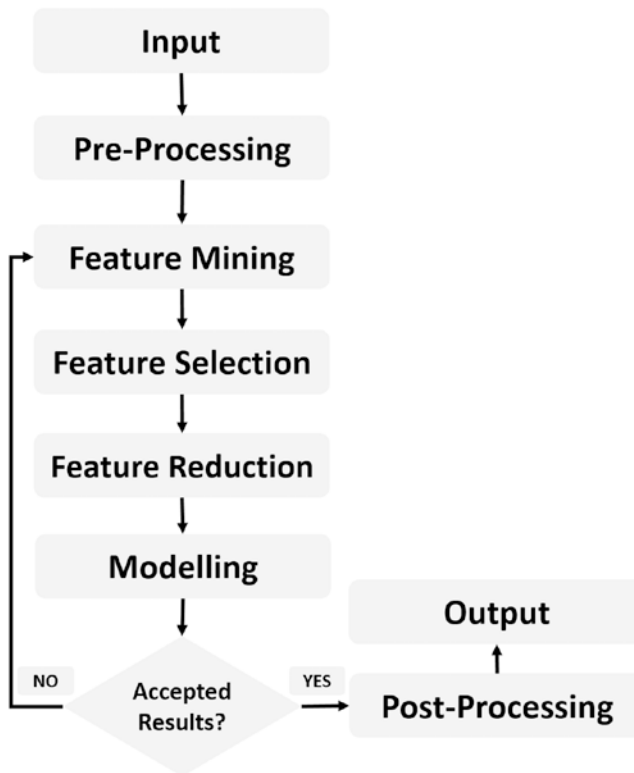 Input
Pre-Processing
Feature Mining
Feature Selection
Feature Reduction
Modelling
Output
NO
Accepted
Results?
YES
Post-Processing